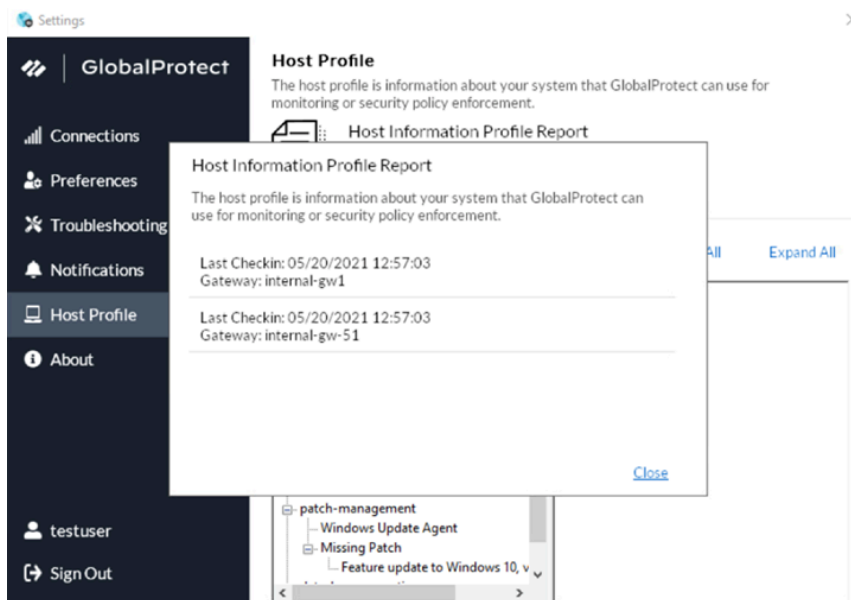 Settings
GlobalProtect
Connections
Preferences
Troubleshooting
Notifications
Host Profile
About
testuser
Sign Out
Host Profile
The host profile is information about your system that GlobalProtect can use for
monitoring or security policy enforcement.
Host Information Profile Report
All
Expand All
Host Information Profile Report
The host profile is information about your system that GlobalProtect can
use for monitoring or security policy enforcement.
Last Checkin: 05/20/2021 12:57:03
Gateway: internal-gw1
Last Checkin: 05/20/2021 12:57:03
Gateway: internal-gw-51
Close
patch-management
Windows Update Agent
Missing Patch
Feature update to Windows 10, v